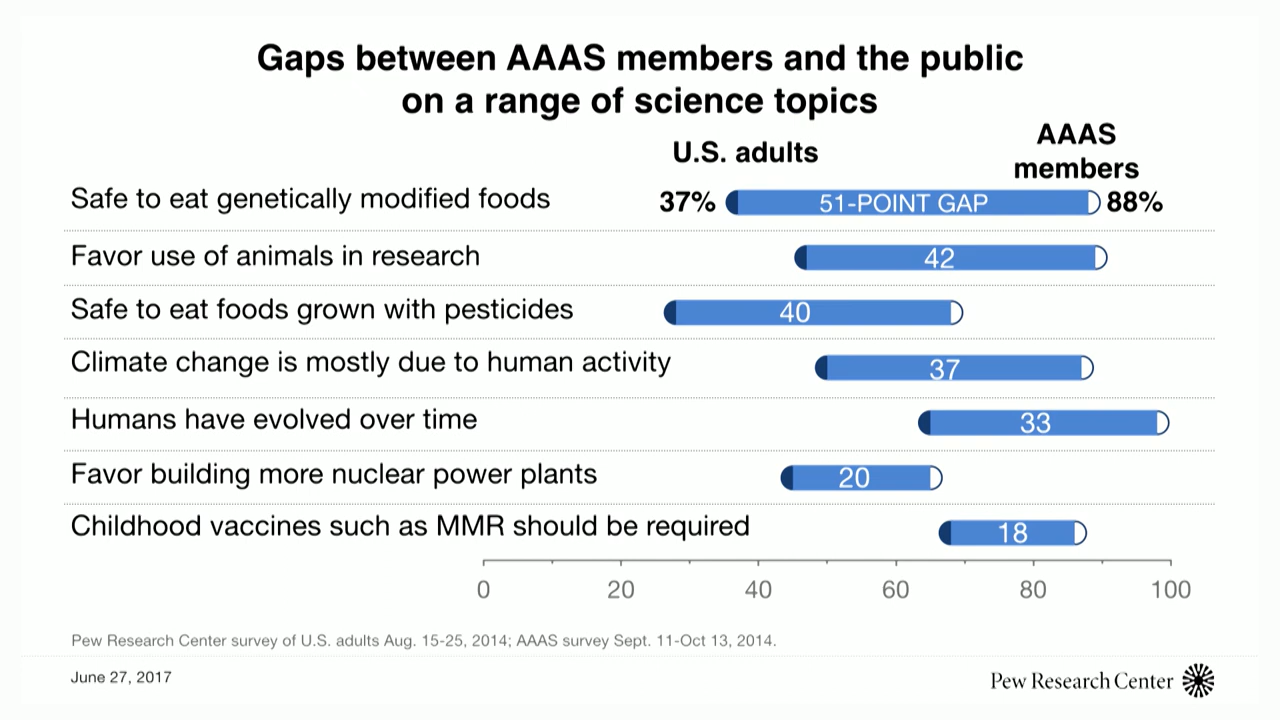 Gaps between AAAS members and the public
on a range of science topics
U.S. adults
AAAS
members
Safe to eat genetically modified foods
37% 51-POINT GAP 88%
Favor use of animals in research
42
Safe to eat foods grown with pesticides
40
Climate change is mostly due to human activity
37
Humans have evolved over time
33
Favor building more nuclear power plants
20
Childhood vaccines such as MMR should be required
18
0 20 40 60 80 100
Pew Research Center survey of U.S. adults Aug. 15-25, 2014; AAAS survey Sept. 11-Oct 13, 2014.
June 27, 2017
Pew Research Center